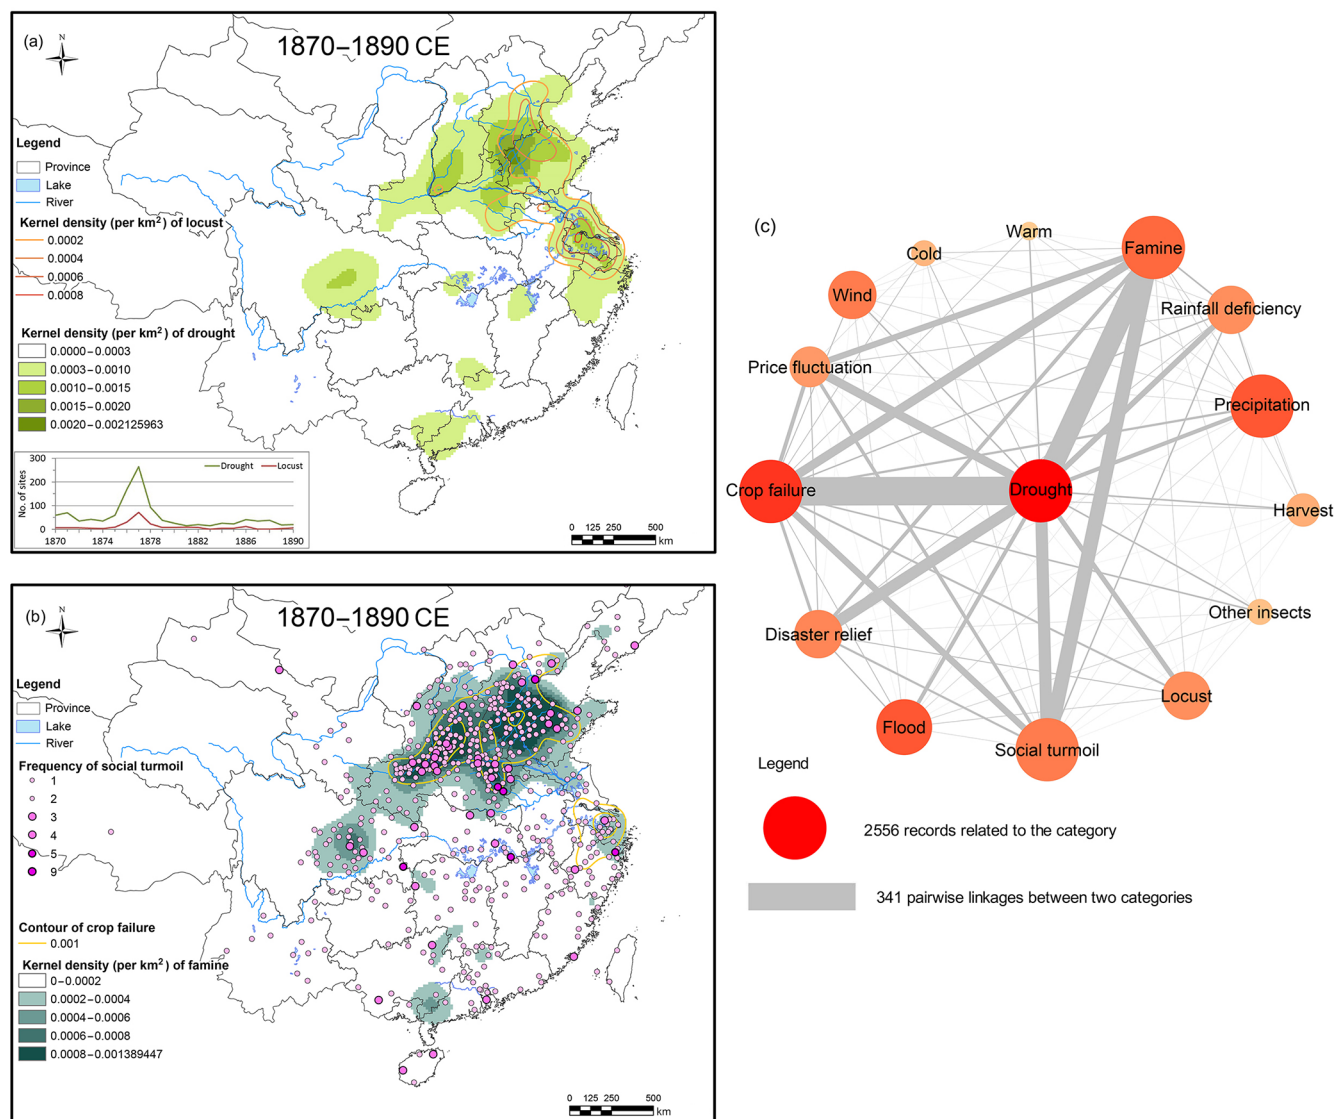 (a)
1870–1890 CE
N
Legend
Province
Lake
River
Kernel density (per km²) of locust
0.0002
0.0004
0.0006
0.0008
Kernel density (per km²) of drought
0.0000–0.0003
0.0003–0.0010
0.0010–0.0015
0.0015–0.0020
0.0020–0.002125963
No. of sites
300
200
100
0
Drought
Locust
1870 1874 1878 1882 1886 1890
0 125 250 500
km
(b)
1870–1890 CE
N
Legend
Province
Lake
River
Frequency of social turmoil
1
2
3
4
5
9
Contour of crop failure
0.001
Kernel density (per km²) of famine
0–0.0002
0.0002–0.0004
0.0004–0.0006
0.0006–0.0008
0.0008–0.001389447
0 125 250 500
km
(c)
Warm
Cold
Famine
Wind
Rainfall deficiency
Price fluctuation
Precipitation
Crop failure
Drought
Harvest
Other insects
Disaster relief
Locust
Flood
Social turmoil
Legend
2556 records related to the category
341 pairwise linkages between two categories